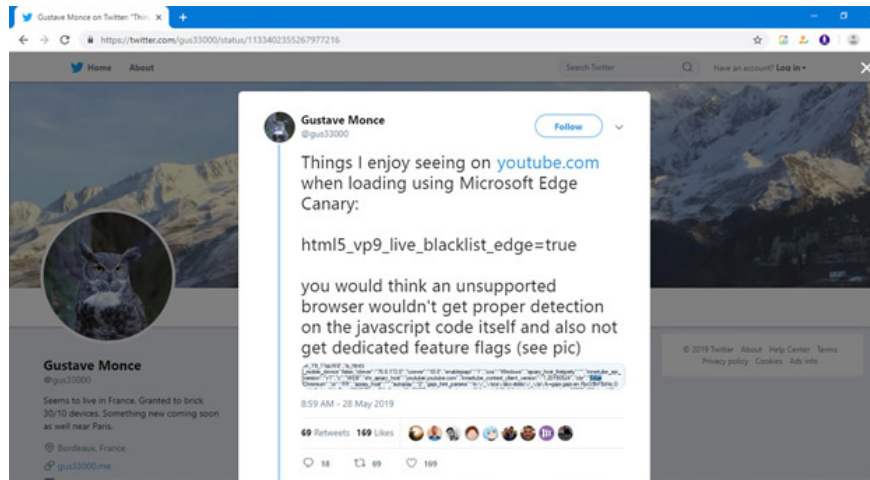 Gustave Monce on Twitter: "Thin
https://twitter.com/gus33000/status/1133402355267977216
Home About
Search Twitter
Have an account? Log in
Gustave Monce
@gus33000
Follow
Things I enjoy seeing on youtube.com
when loading using Microsoft Edge
Canary:
html5_vp9_live_blacklist_edge=true
you would think an unsupported
browser wouldn't get proper detection
on the javascript code itself and also not
get dedicated feature flags (see pic)
8:59 AM - 28 May 2019
69 Retweets 169 Likes
18 69 169
Gustave Monce
@gus33000
Seems to live in France. Granted to brick
30/10 devices. Something new coming soon
as well near Paris.
Bordeaux, France
gus33000.me
© 2019 Twitter About Help Center Terms
Privacy policy Cookies Ads info